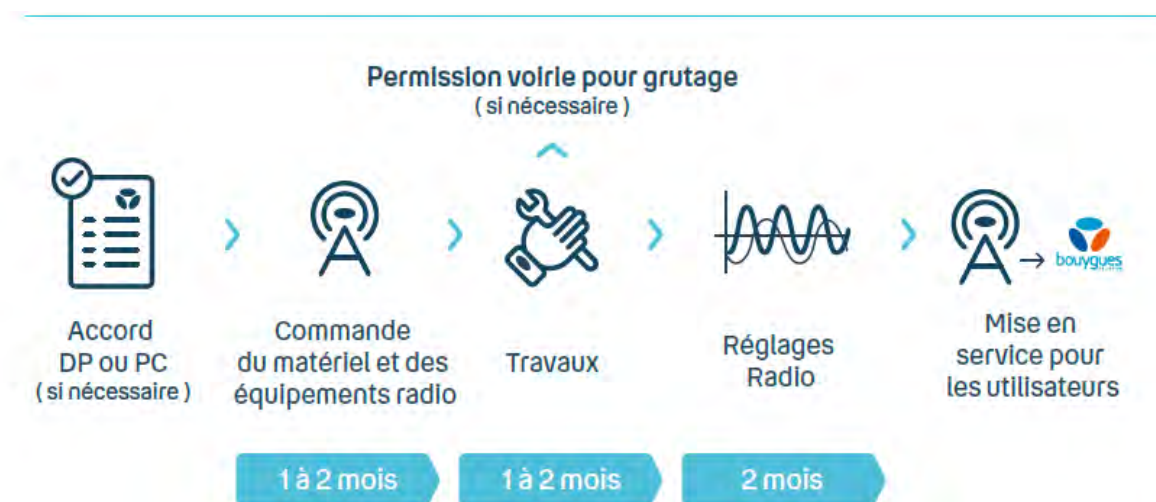 Permission voirie pour grutage
( si nécessaire )
Accord
DP ou PC
( si nécessaire )
Commande
du matériel et des
équipements radio
Travaux
Réglages
Radio
bouygues
Mise en
service pour
les utilisateurs
1 à 2 mois
1 à 2 mois
2 mois